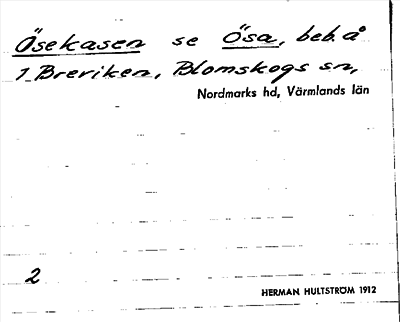 Ösekasen se Ösa, beb. å
1 Breviken, Blomskogs sn,
Nordmarks hd, Värmlands län
2
HERMAN HULTSTRÖM 1912